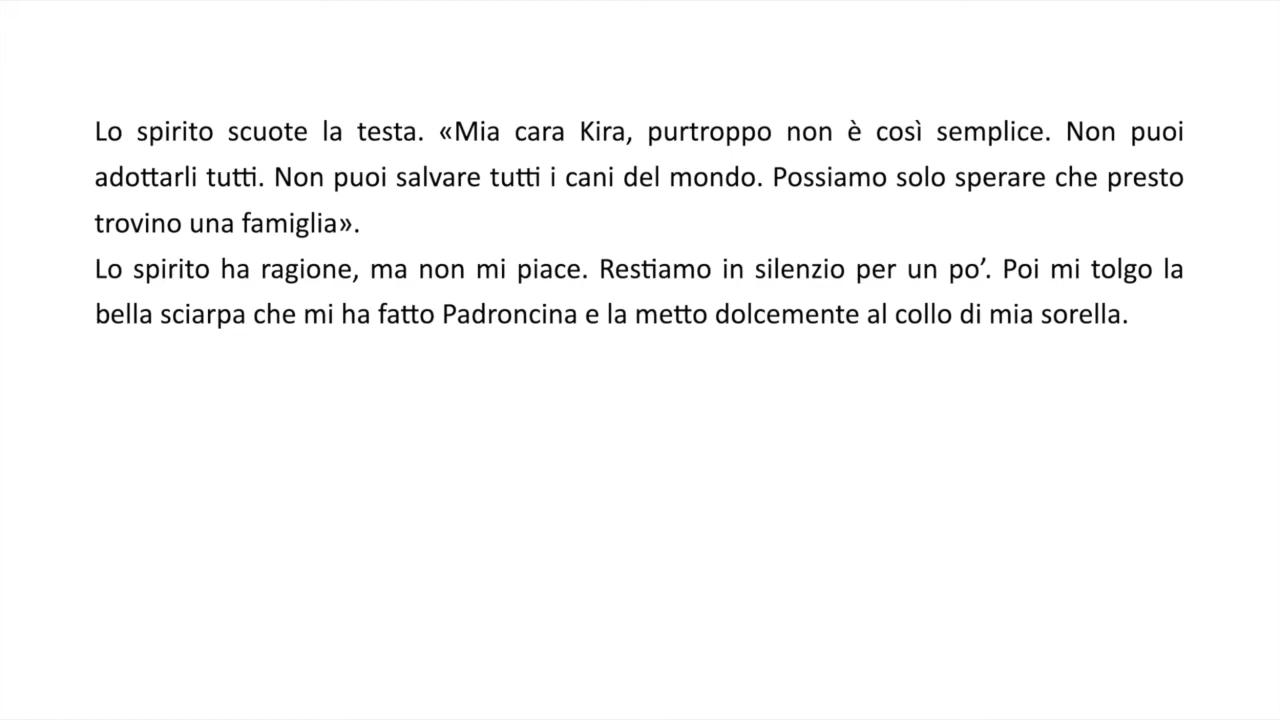 Lo spirito scuote la testa. «Mia cara Kira, purtroppo non è così semplice. Non puoi
adottarli tutti. Non puoi salvare tutti i cani del mondo. Possiamo solo sperare che presto
trovino una famiglia».
Lo spirito ha ragione, ma non mi piace. Restiamo in silenzio per un po’. Poi mi tolgo la
bella sciarpa che mi ha fatto Padroncina e la metto dolcemente al collo di mia sorella.